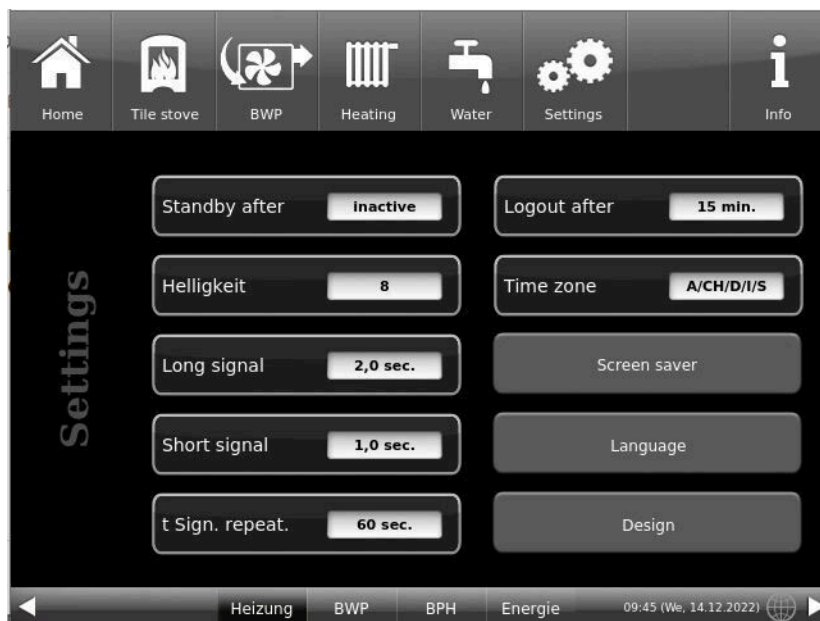 Home Tile stove BWP Heating Water Settings Info
Settings
Standby after inactive
Logout after 15 min.
Helligkeit 8
Time zone A/CH/D/I/S
Long signal 2,0 sec.
Screen saver
Short signal 1,0 sec.
Language
t Sign. repeat. 60 sec.
Design
Heizung BWP BPH Energie 09:45 (We, 14.12.2022)